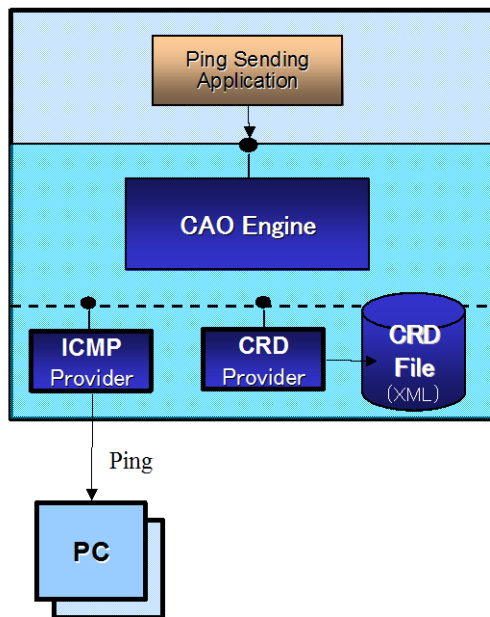 Ping Sending
Application
CAO Engine
ICMP
Provider
CRD
Provider
CRD
File
(XML)
Ping
PC